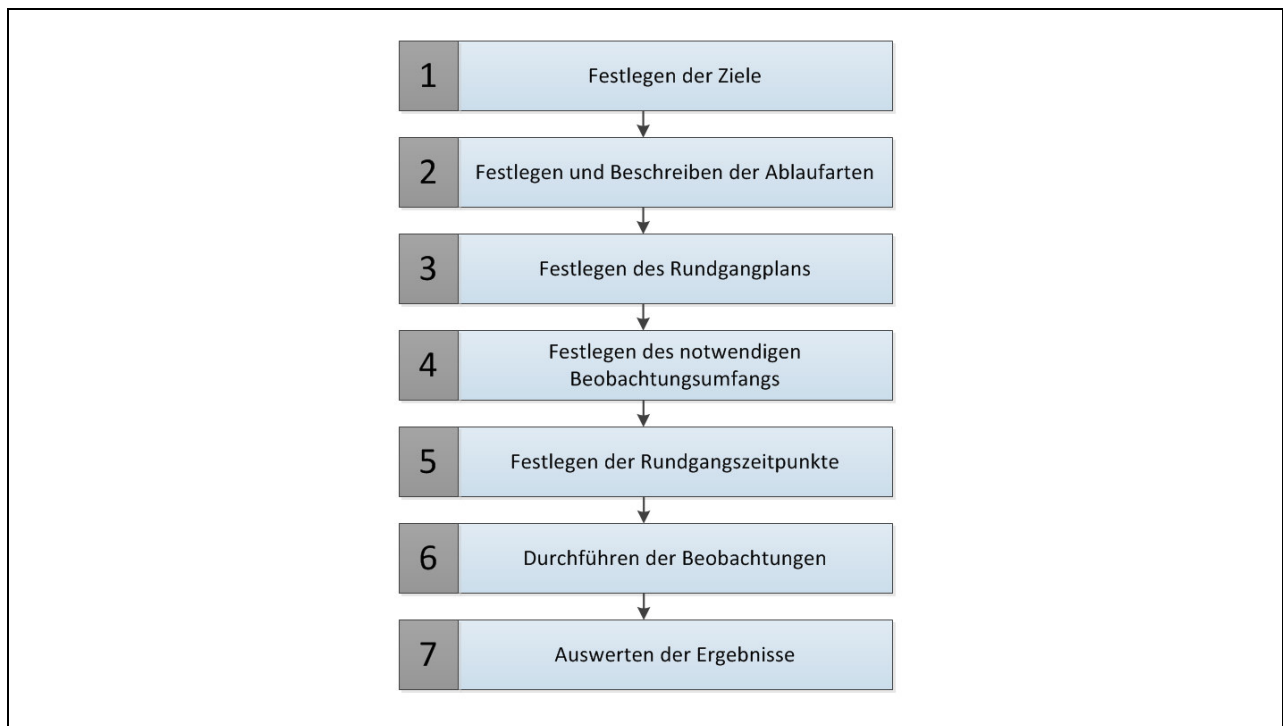 1 Festlegen der Ziele
2 Festlegen und Beschreiben der Ablaufarten
3 Festlegen des Rundgangplans
4 Festlegen des notwendigen
Beobachtungsumfangs
5 Festlegen der Rundgangszeitpunkte
6 Durchführen der Beobachtungen
7 Auswerten der Ergebnisse